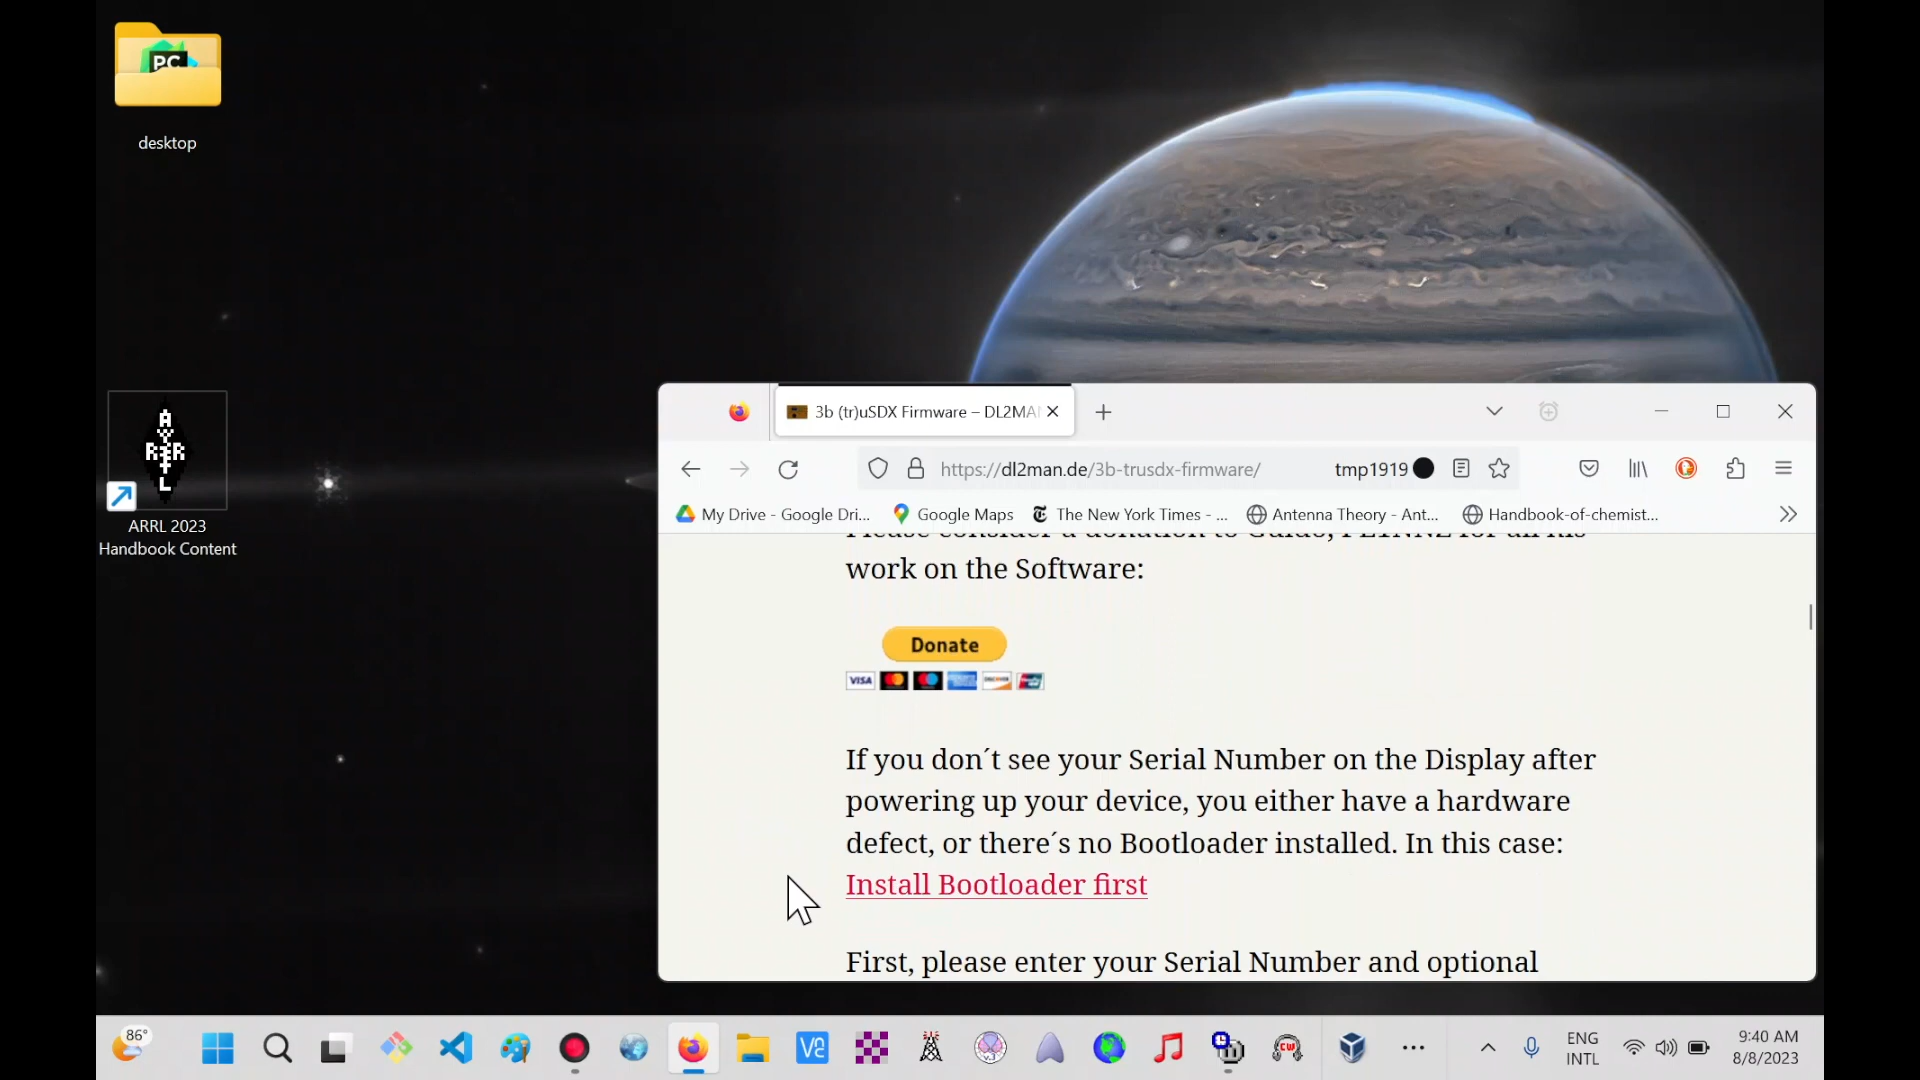 PC
desktop
A
R R
L
ARRL 2023
Handbook Content
3b (tr)uSDX Firmware – DL2MA
https://dl2man.de/3b-trusdx-firmware/
tmp1919
My Drive - Google Dri...
Google Maps
The New York Times - ...
Antenna Theory - Ant...
Handbook-of-chemist...
work on the Software:
Donate
VISA
DISCOVER
If you don´t see your Serial Number on the Display after
powering up your device, you either have a hardware
defect, or there´s no Bootloader installed. In this case:
Install Bootloader first
First, please enter your Serial Number and optional
86°
CW
ENG
INTL
9:40 AM
8/8/2023